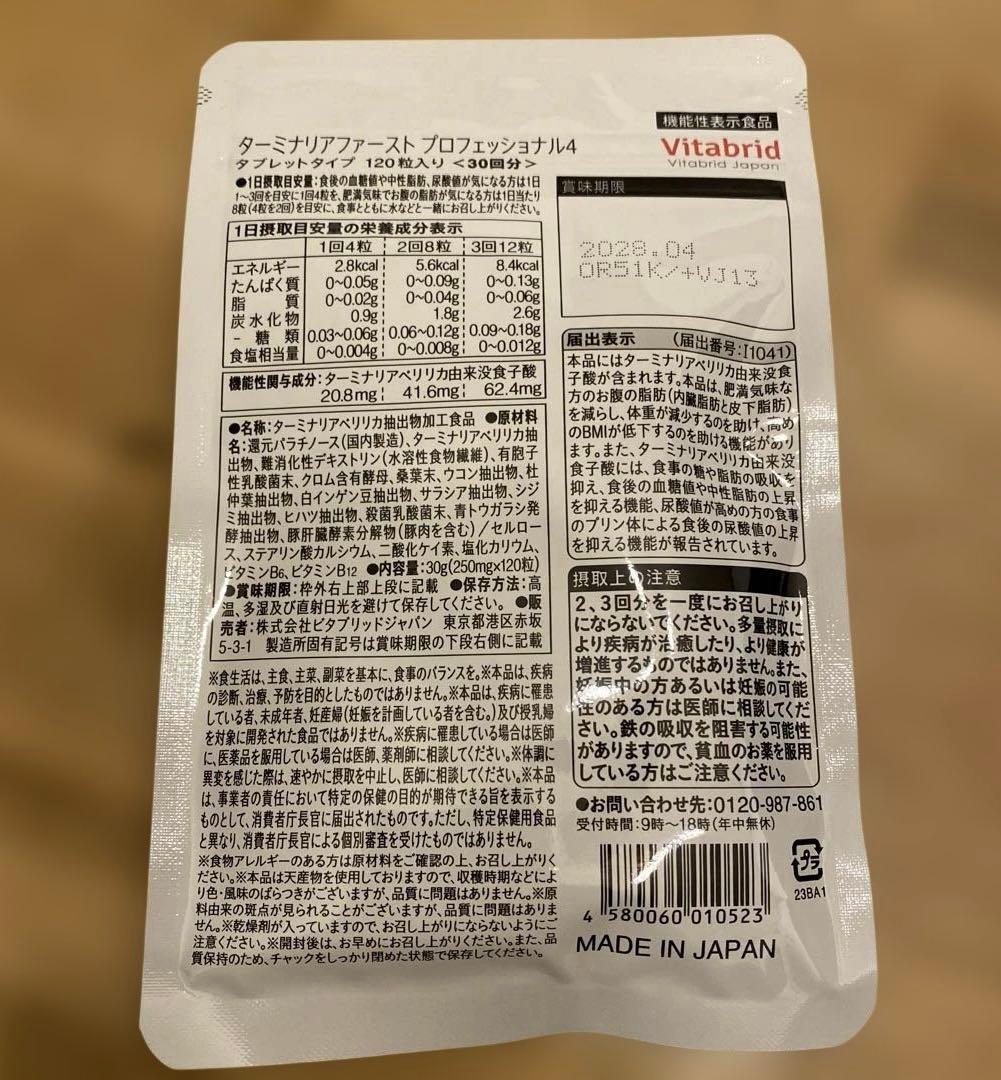 ターミナリアファースト プロフェッショナル4
タブレットタイプ 120粒入り <30回分>
●1日摂取目安量:食後の血糖値や中性脂肪、尿酸値が気になる方は1日
1～3回を目安に1回4粒を、肥満気味でお腹の脂肪が気になる方は1日当たり
8粒(4粒を2回)を目安に、食事とともに水などと一緒にお召し上がりください。
1日摂取目安量の栄養成分表示
1回4粒 2回8粒 3回12粒
エネルギー 2.8kcal 5.6kcal 8.4kcal
たんぱく質 0～0.05g 0～0.09g 0～0.13g
脂質 0～0.02g 0～0.04g 0～0.06g
炭水化物 0.9g 1.8g 2.6g
- 糖類 0.03～0.06g 0.06～0.12g 0.09～0.18g
食塩相当量 0～0.004g 0～0.008g 0～0.012g
機能性関与成分:ターミナリアベリリカ由来没食子酸
20.8mg 41.6mg 62.4mg
●名称:ターミナリアベリリカ抽出物加工食品 ●原材料
名:還元パラチノース(国内製造)、ターミナリアベリリカ抽
出物、難消化性デキストリン(水溶性食物繊維)、有胞子
性乳酸菌末、クロム含有酵母、桑葉末、ウコン抽出物、杜
仲葉抽出物、白インゲン豆抽出物、サラシア抽出物、シジ
ミ抽出物、ヒハツ抽出物、殺菌乳酸菌末、青トウガラシ発
酵抽出物、豚肝臓酵素分解物(豚肉を含む)/セルロー
ス、ステアリン酸カルシウム、二酸化ケイ素、塩化カリウム、
ビタミンB6、ビタミンB12 ●内容量:30g(250mg×120粒)
●賞味期限:枠外右上部上段に記載 ●保存方法:高
温、多湿及び直射日光を避けて保存してください。 ●販
売者:株式会社ビタブリッドジャパン 東京都港区赤坂
5-3-1 製造所固有記号は賞味期限の下段右側に記載
※食生活は、主食、主菜、副菜を基本に、食事のバランスを。※本品は、疾病
の診断、治療、予防を目的としたものではありません。※本品は、疾病に罹患
している者、未成年者、妊産婦(妊娠を計画している者を含む。)及び授乳婦
を対象に開発された食品ではありません。※疾病に罹患している場合は医師
に、医薬品を服用している場合は医師、薬剤師に相談してください。※体調に
異変を感じた際は、速やかに摂取を中止し、医師に相談してください。※本品
は、事業者の責任において特定の保健の目的が期待できる旨を表示する
ものとして、消費者庁長官に届出されたものです。ただし、特定保健用食品
と異なり、消費者庁長官による個別審査を受けたものではありません。
※食物アレルギーのある方は原材料をご確認の上、お召し上がりくだ
さい。※本品は天産物を使用しておりますので、収穫時期などによ
り色・風味のばらつきがございますが、品質に問題はありません。※原
料由来の斑点が見られることがございますが、品質に問題はありま
せん。※乾燥剤が入っていますので、お召し上がりにならないようにご
注意ください。※開封後は、お早めにお召し上がりください。また、品
質保持のため、チャックをしっかり閉めた状態で保存してください。
機能性表示食品
Vitabrid
Vitabrid Japan
賞味期限
2028.04
OR51K/+VJ13
届出表示 (届出番号:I1041)
本品にはターミナリアベリリカ由来没食
子酸が含まれます。本品は、肥満気味な
方のお腹の脂肪(内臓脂肪と皮下脂肪)
を減らし、体重が減少するのを助け、高め
のBMIが低下するのを助ける機能があり
ます。また、ターミナリアベリリカ由来没
食子酸には、食事の糖や脂肪の吸収を
抑え、食後の血糖値や中性脂肪の上昇
を抑える機能、尿酸値が高めの方の食事
のプリン体による食後の尿酸値の上昇
を抑える機能が報告されています。
摂取上の注意
2、3回分を一度にお召し上がり
にならないでください。多量摂取に
より疾病が治癒したり、より健康が
増進するものではありません。また、
妊娠中の方あるいは妊娠の可能
性のある方は医師に相談してくだ
さい。鉄の吸収を阻害する可能性
がありますので、貧血のお薬を服用
している方はご注意ください。
●お問い合わせ先:0120-987-861
受付時間:9時～18時(年中無休)
プラ
23BA1
4 580060 010523
MADE IN JAPAN